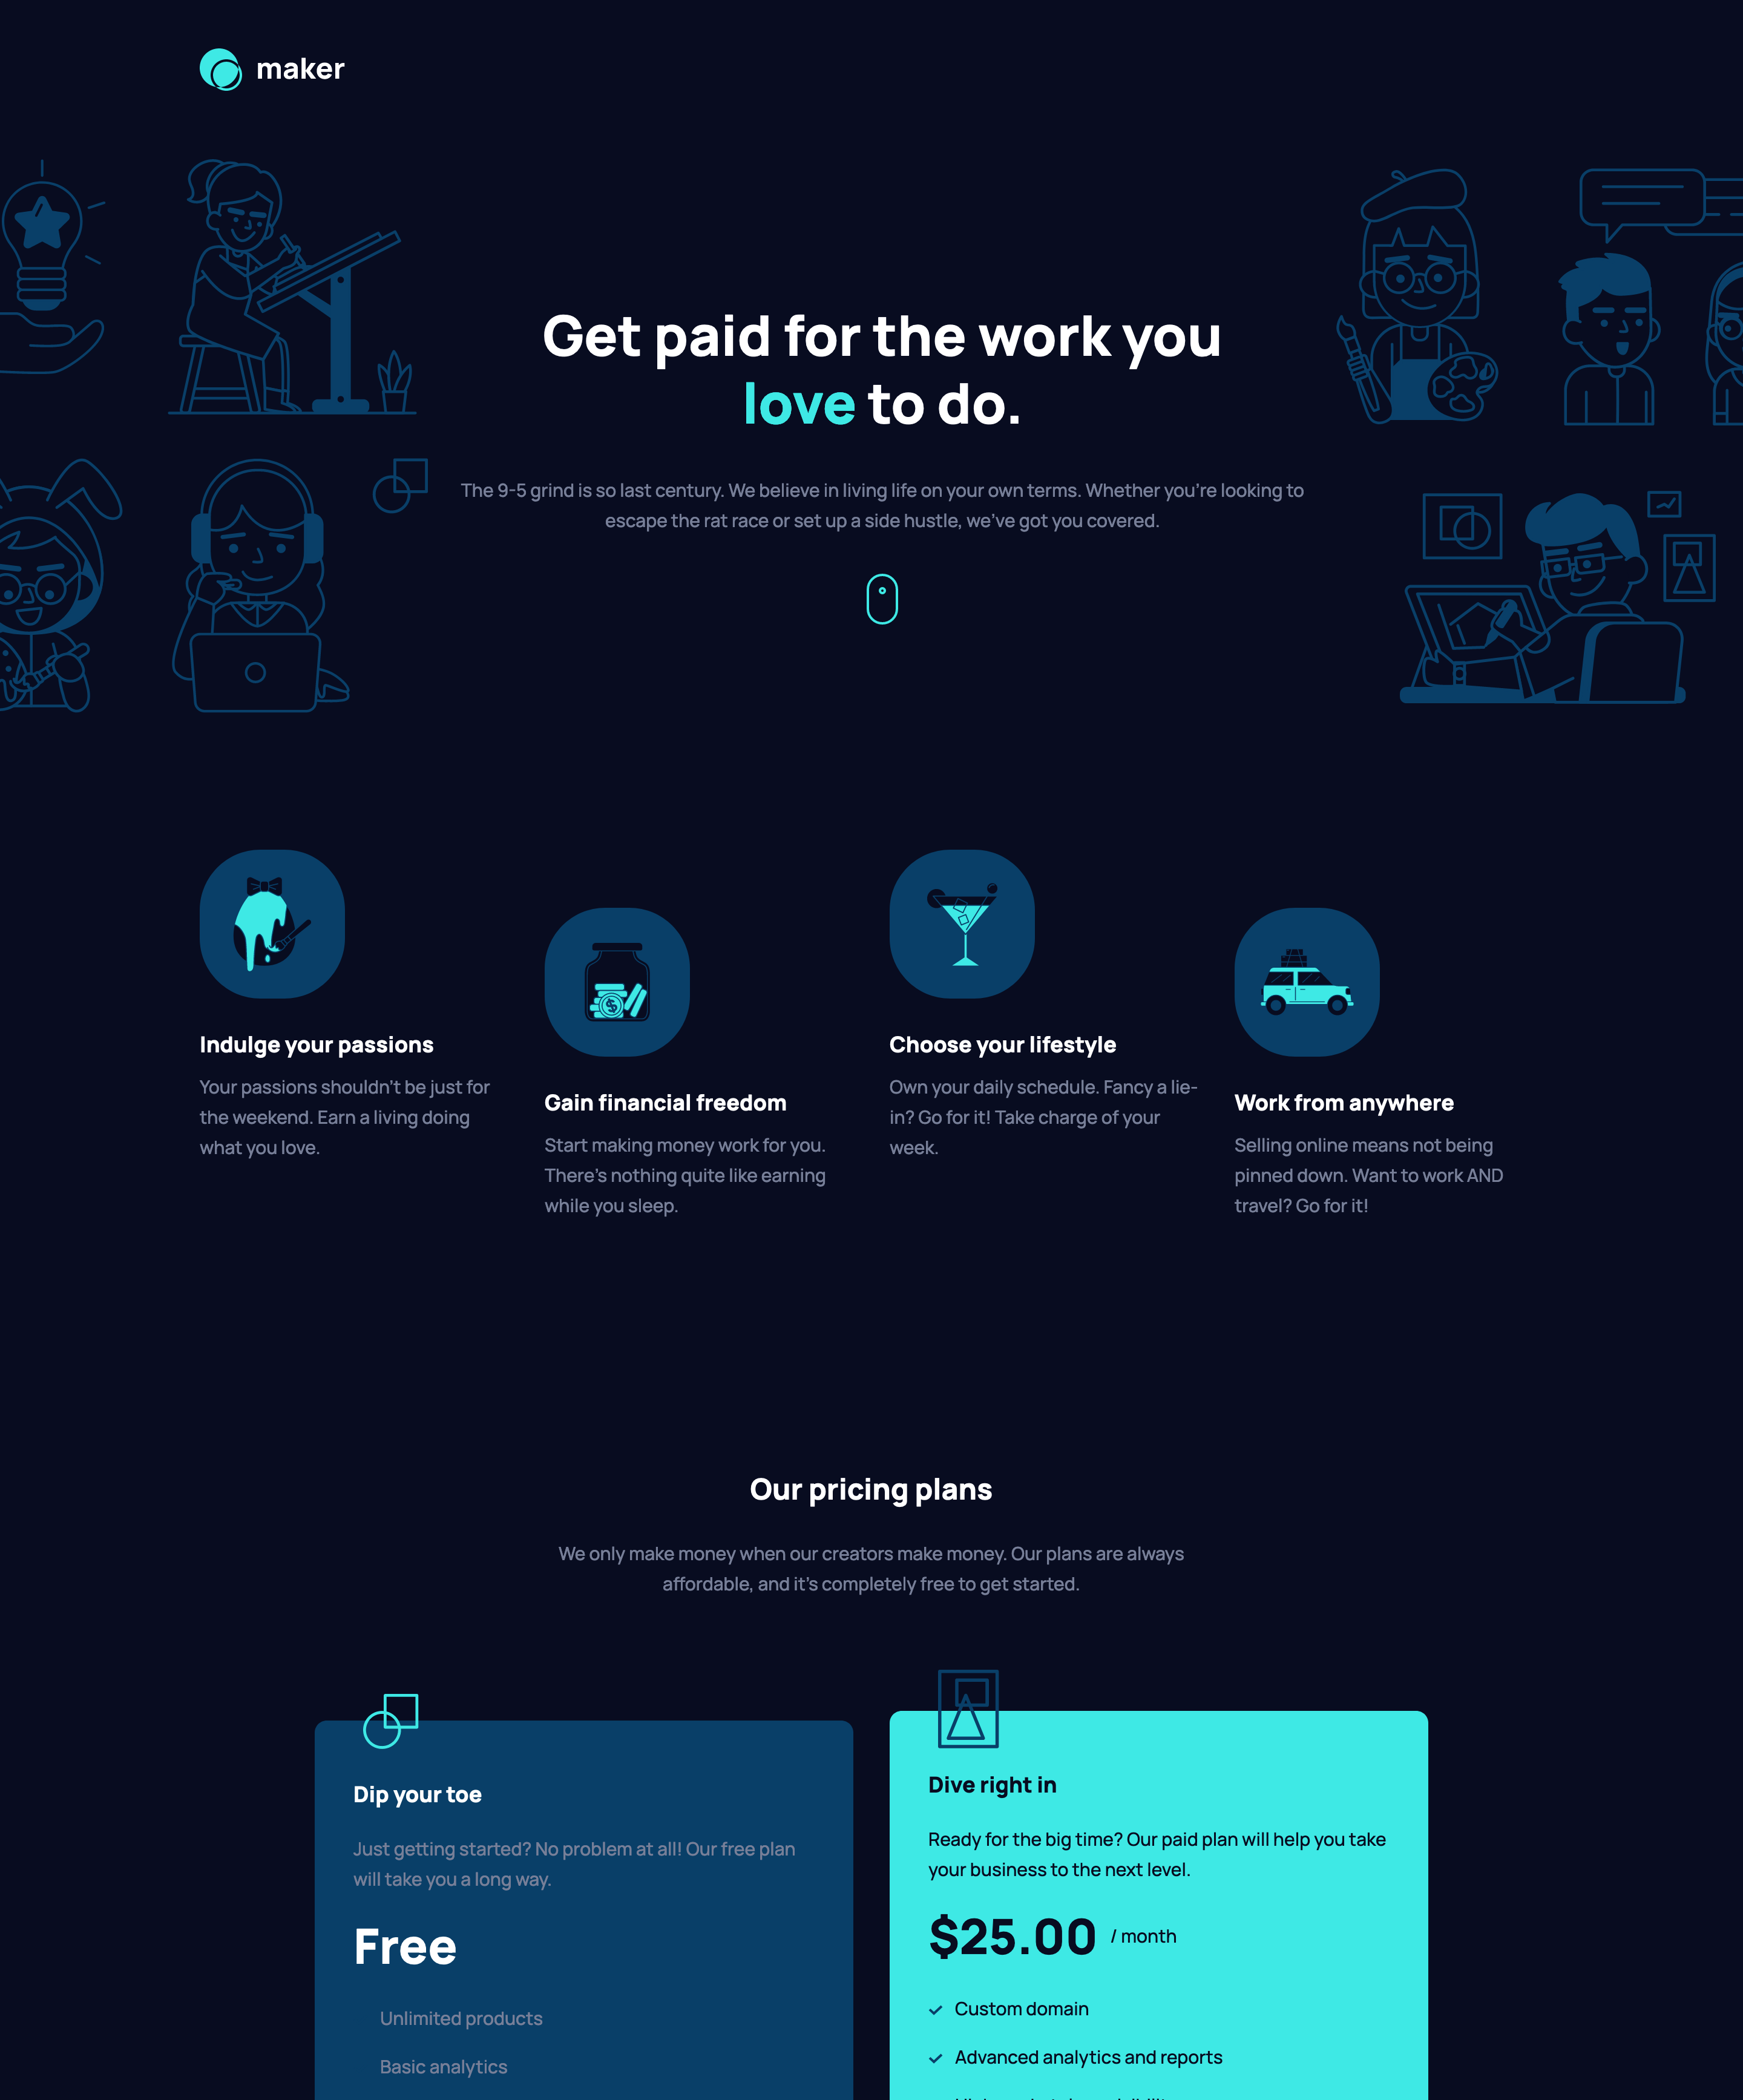 maker
Get paid for the work you
love to do.
The 9-5 grind is so last century. We believe in living life on your own terms. Whether you're looking to
escape the rat race or set up a side hustle, we've got you covered.
Indulge your passions
Your passions shouldn't be just for
the weekend. Earn a living doing
what you love.
Gain financial freedom
Start making money work for you.
There's nothing quite like earning
while you sleep.
Choose your lifestyle
Own your daily schedule. Fancy a lie-
in? Go for it! Take charge of your
week.
Work from anywhere
Selling online means not being
pinned down. Want to work AND
travel? Go for it!
Our pricing plans
We only make money when our creators make money. Our plans are always
affordable, and it's completely free to get started.
Dip your toe
Just getting started? No problem at all! Our free plan
will take you a long way.
Free
Unlimited products
Basic analytics
Dive right in
Ready for the big time? Our paid plan will help you take
your business to the next level.
$25.00 / month
Custom domain
Advanced analytics and reports